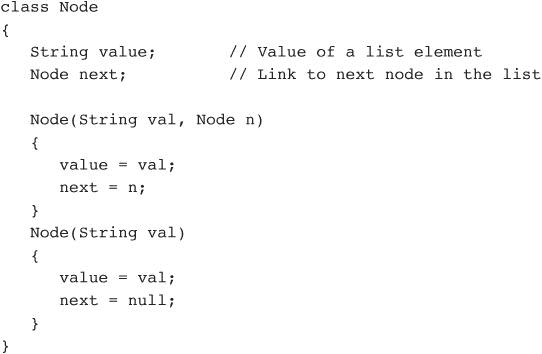 class Node
{
   String value;       // Value of a list element
   Node next;          // Link to next node in the list

   Node(String val, Node n)
   {
      value = val;
      next = n;
   }
   Node(String val)
   {
      value = val;
      next = null;
   }
}